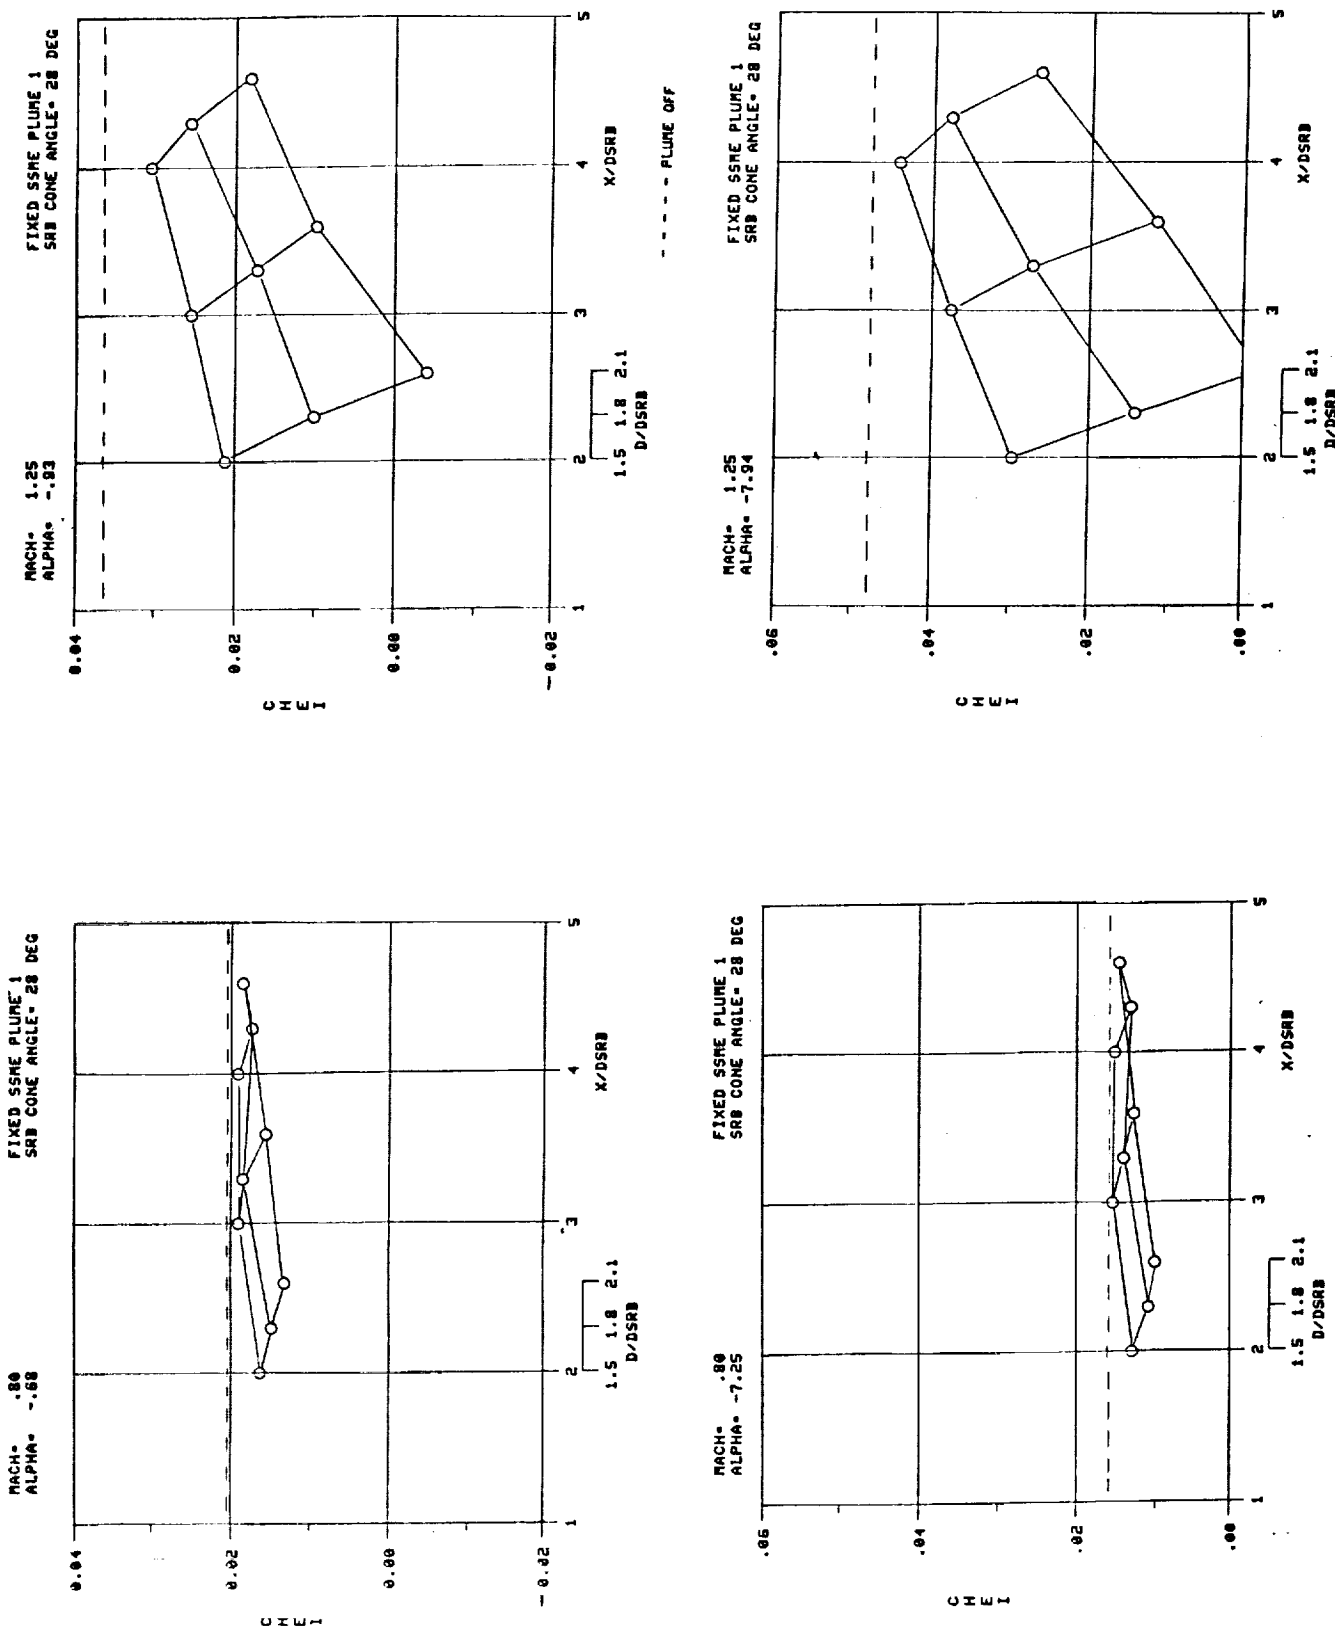 MACH= .80
ALPHA= -.68
FIXED SSME PLUME 1
SRB CONE ANGLE= 28 DEG
0.04
0.02
0.00
-0.02
C
H
E
I
1
2
3
4
5
X/DSRB
1.5 1.8 2.1
D/DSRB
MACH= 1.25
ALPHA= -.93
FIXED SSME PLUME 1
SRB CONE ANGLE= 28 DEG
0.04
0.02
0.00
-0.02
C
H
E
I
1
2
3
4
5
X/DSRB
1.5 1.8 2.1
D/DSRB
- - - - PLUME OFF
MACH= .80
ALPHA= -7.25
FIXED SSME PLUME 1
SRB CONE ANGLE= 28 DEG
.06
.04
.02
.00
C
H
E
I
1
2
3
4
5
X/DSRB
1.5 1.8 2.1
D/DSRB
MACH= 1.25
ALPHA= -7.94
FIXED SSME PLUME 1
SRB CONE ANGLE= 28 DEG
.06
.04
.02
.00
C
H
E
I
1
2
3
4
5
X/DSRB
1.5 1.8 2.1
D/DSRB